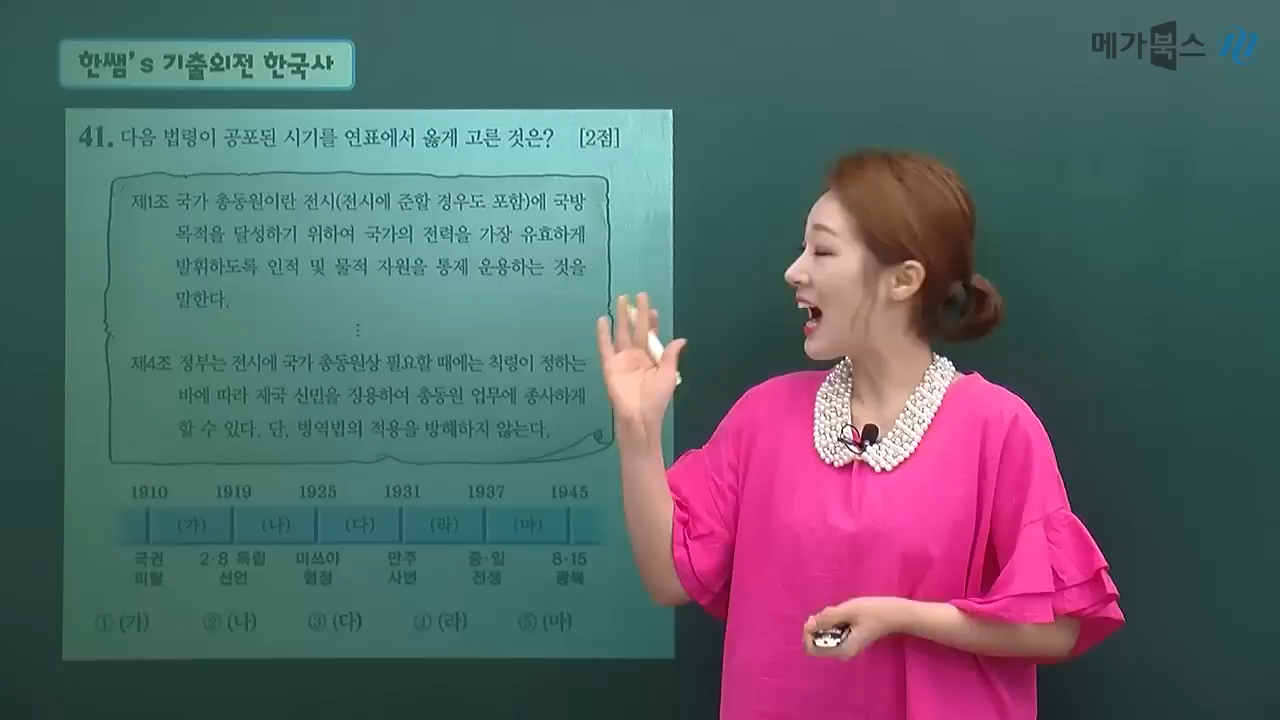 한쌤's 기출의전 한국사
메가북스
41. 다음 법령이 공포된 시기를 연표에서 옳게 고른 것은? [2점]
제1조 국가 총동원이란 전시(전시에 준할 경우도 포함)에 국방
목적을 달성하기 위하여 국가의 전력을 가장 유효하게
발휘하도록 인적 및 물적 자원을 통제 운용하는 것을
말한다.
⋮
제4조 정부는 전시에 국가 총동원상 필요할 때에는 칙령이 정하는
바에 따라 제국 신민을 징용하여 총동원 업무에 종사하게
할 수 있다. 단, 병역법의 적용을 방해하지 않는다.
1910 1919 1925 1931 1937 1945
(가) (나) (다) (라) (마)
국권 2·8 독립 미쓰야 만주 중·일 8·15
피탈 선언 협정 사변 전쟁 광복
① (가) ② (나) ③ (다) ④ (라) ⑤ (마)